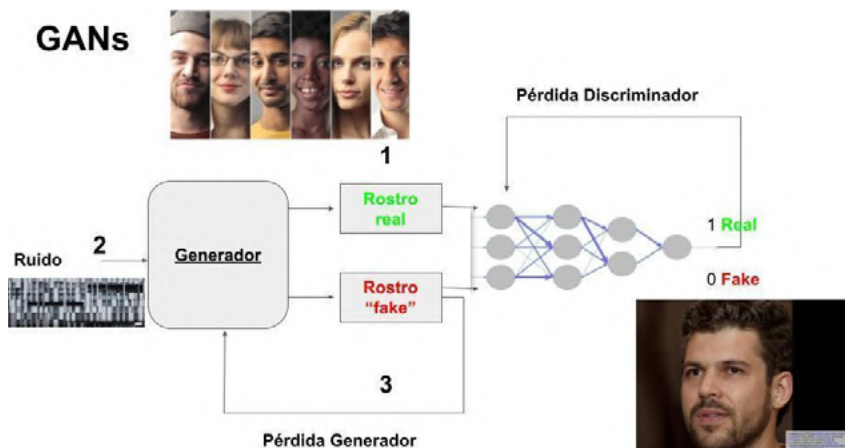 GANs
Pérdida Discriminador
1
Rostro
real
1 Real
Ruido
2
Generador
0 Fake
Rostro
“fake”
3
Pérdida Generador